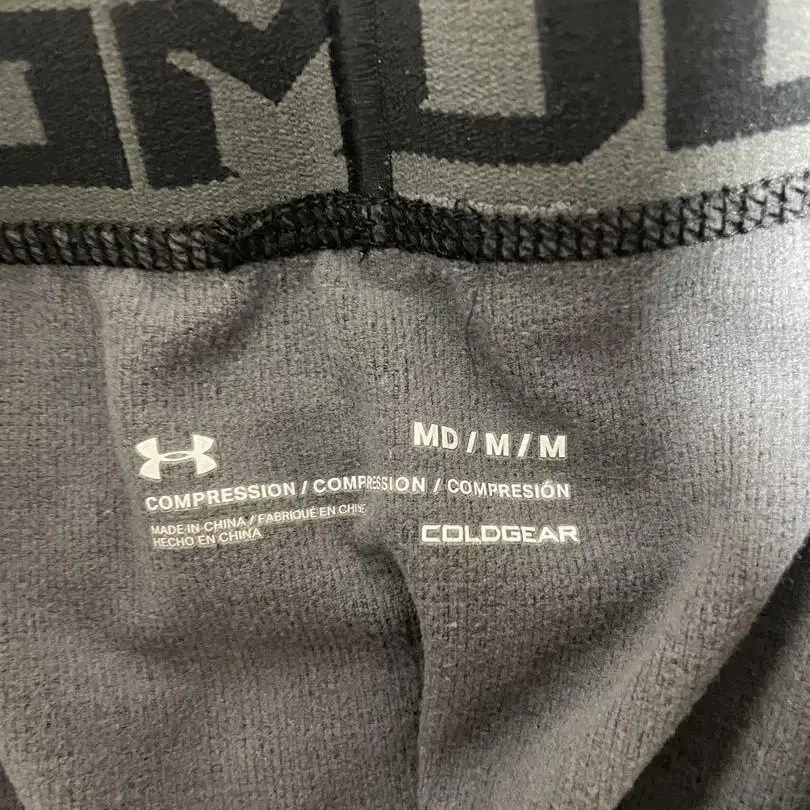 MD / M / M
COMPRESSION / COMPRESSION / COMPRESIÓN
MADE IN CHINA / FABRIQUÉ EN CHINE
HECHO EN CHINA
COLDGEAR